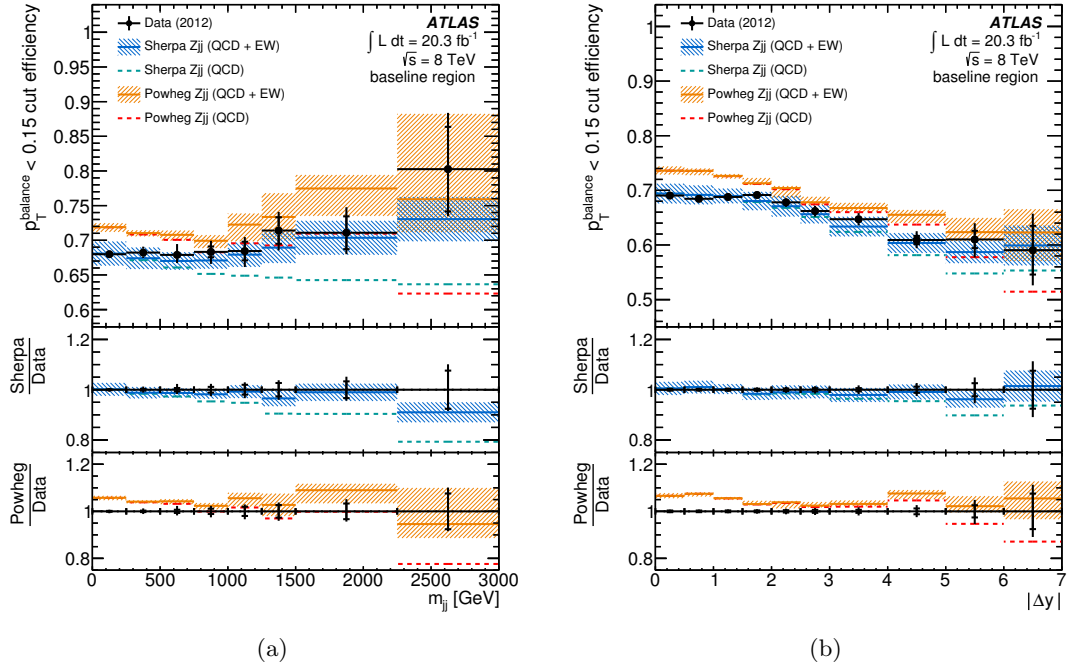 ATLAS
∫ L dt = 20.3 fb⁻¹
√s = 8 TeV
baseline region
Data (2012)
Sherpa Zjj (QCD + EW)
Sherpa Zjj (QCD)
Powheg Zjj (QCD + EW)
Powheg Zjj (QCD)
p_T^balance < 0.15 cut efficiency
1
0.95
0.9
0.85
0.8
0.75
0.7
0.65
0.6
Sherpa
Data
1.2
1
0.8
Powheg
Data
1.2
1
0.8
0 500 1000 1500 2000 2500 3000
m_jj [GeV]
(a)
ATLAS
∫ L dt = 20.3 fb⁻¹
√s = 8 TeV
baseline region
Data (2012)
Sherpa Zjj (QCD + EW)
Sherpa Zjj (QCD)
Powheg Zjj (QCD + EW)
Powheg Zjj (QCD)
p_T^balance < 0.15 cut efficiency
1
0.9
0.8
0.7
0.6
0.5
Sherpa
Data
1.2
1
0.8
Powheg
Data
1.2
1
0.8
0 1 2 3 4 5 6 7
|Δy|
(b)